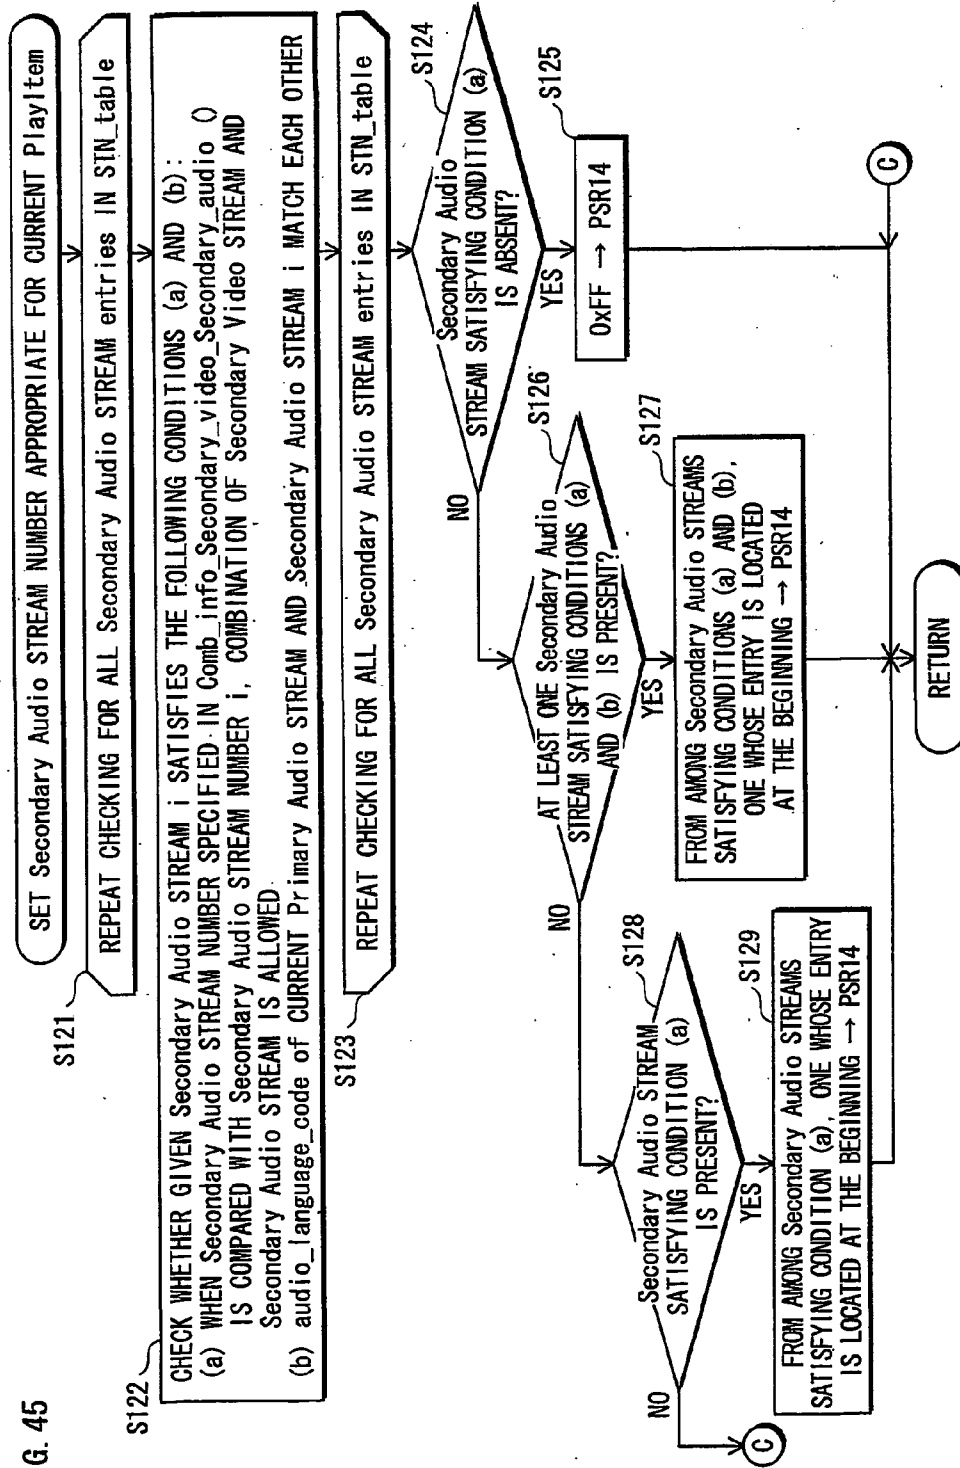 G. 45
SET Secondary Audio STREAM NUMBER APPROPRIATE FOR CURRENT PlayItem
S121
REPEAT CHECKING FOR ALL Secondary Audio STREAM entries IN STN_table
S122
CHECK WHETHER GIVEN Secondary Audio STREAM i SATISFIES THE FOLLOWING CONDITIONS (a) AND (b):
(a) WHEN Secondary Audio STREAM NUMBER SPECIFIED IN Comb_info_Secondary_video_Secondary_audio ()
IS COMPARED WITH Secondary Audio STREAM NUMBER i, COMBINATION OF Secondary Video STREAM AND
Secondary Audio STREAM IS ALLOWED
(b) audio_language_code of CURRENT Primary Audio STREAM AND Secondary Audio STREAM i MATCH EACH OTHER
S123
REPEAT CHECKING FOR ALL Secondary Audio STREAM entries IN STN_table
S124
Secondary Audio
STREAM SATISFYING CONDITION (a)
IS ABSENT?
NO
YES
S125
0xFF → PSR14
S126
AT LEAST ONE Secondary Audio
STREAM SATISFYING CONDITIONS (a)
AND (b) IS PRESENT?
NO
YES
S127
FROM AMONG Secondary Audio STREAMS
SATISFYING CONDITIONS (a) AND (b),
ONE WHOSE ENTRY IS LOCATED
AT THE BEGINNING → PSR14
S128
Secondary Audio STREAM
SATISFYING CONDITION (a)
IS PRESENT?
NO
YES
S129
FROM AMONG Secondary Audio STREAMS
SATISFYING CONDITION (a), ONE WHOSE ENTRY
IS LOCATED AT THE BEGINNING → PSR14
C
C
RETURN